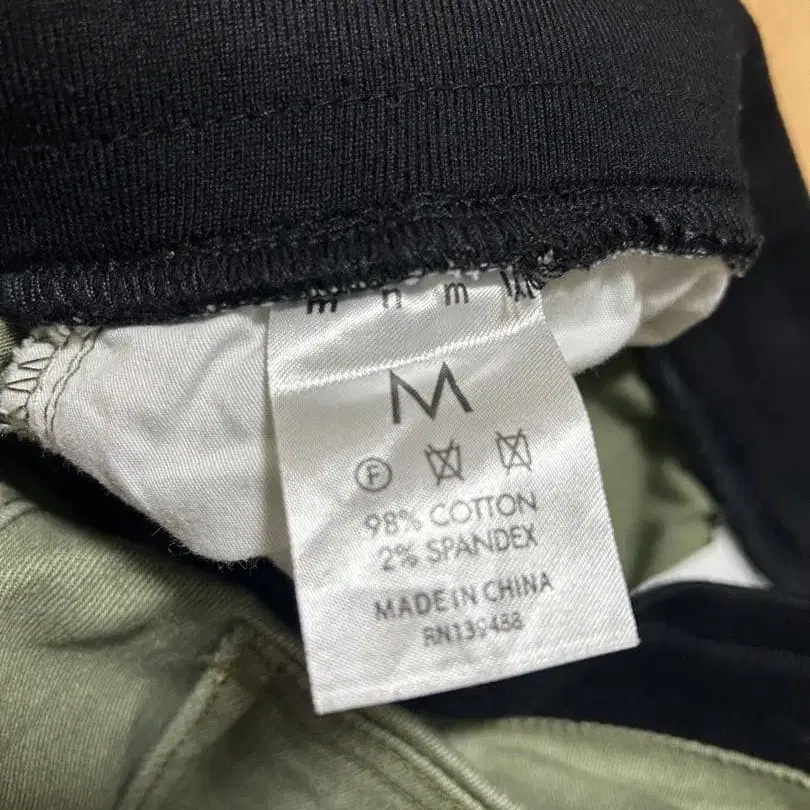 m n m
M
F
98% COTTON
2% SPANDEX
MADE IN CHINA
RN139488